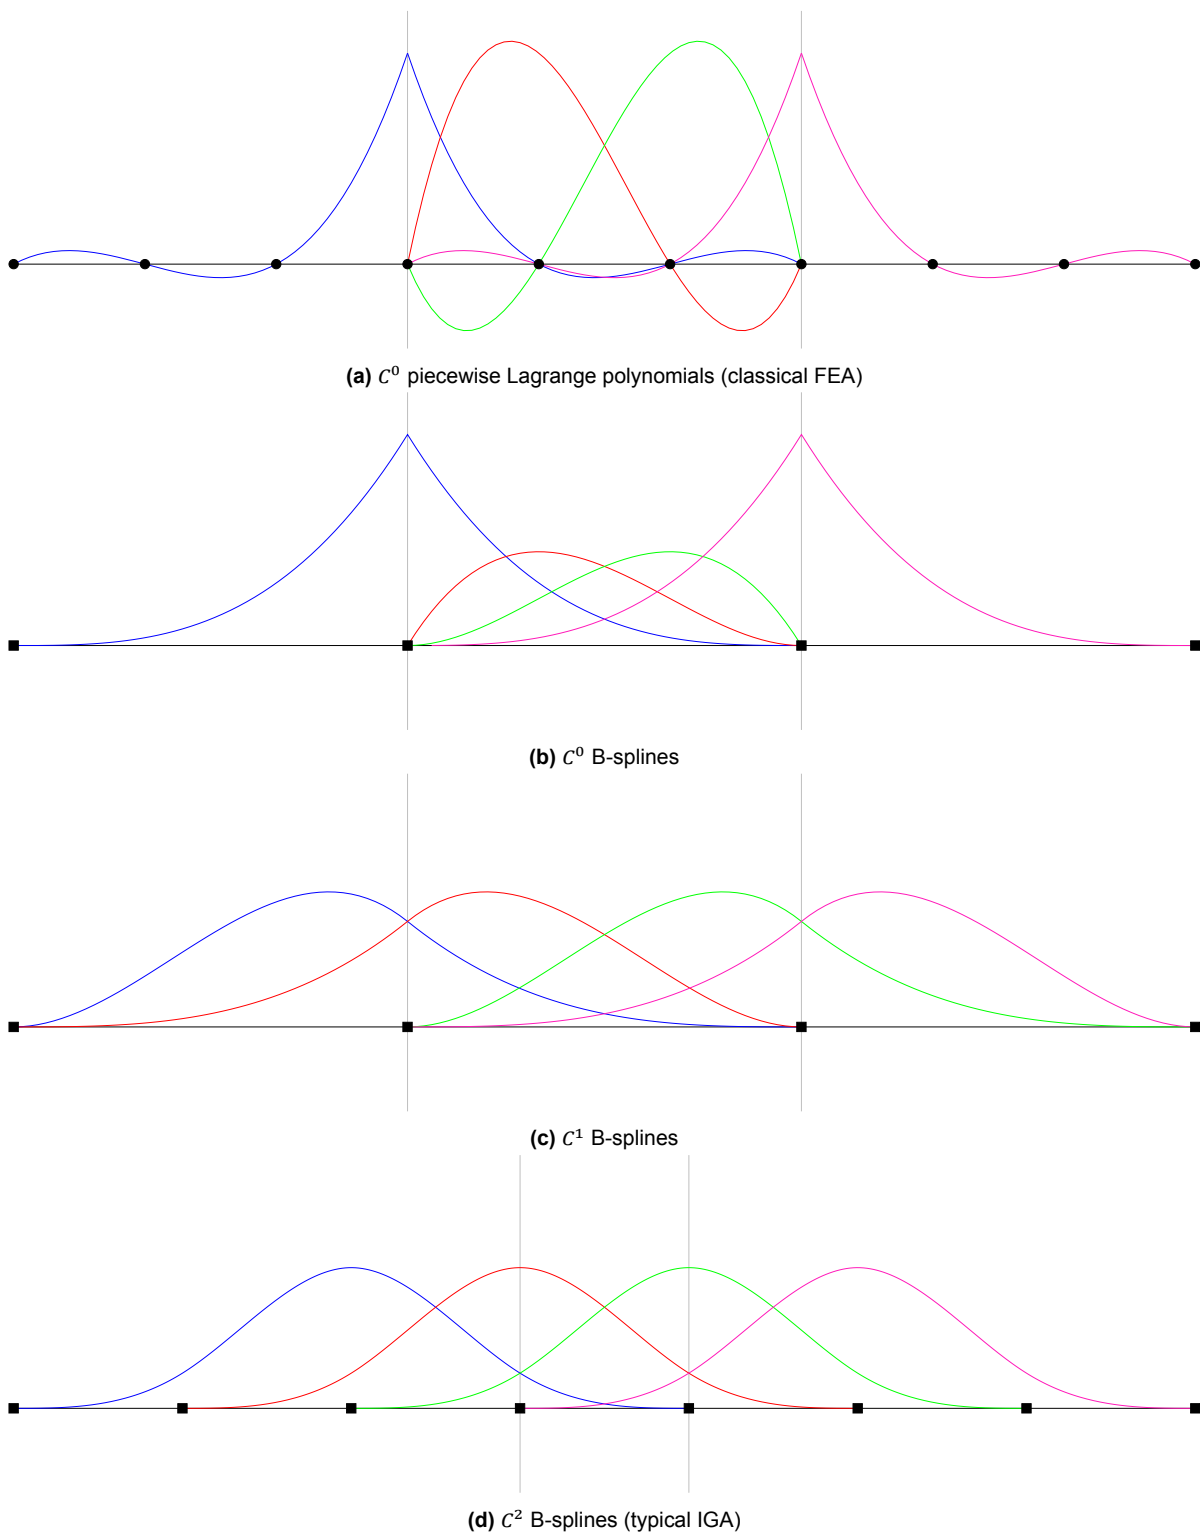 (a) C⁰ piecewise Lagrange polynomials (classical FEA)
(b) C⁰ B-splines
(c) C¹ B-splines
(d) C² B-splines (typical IGA)